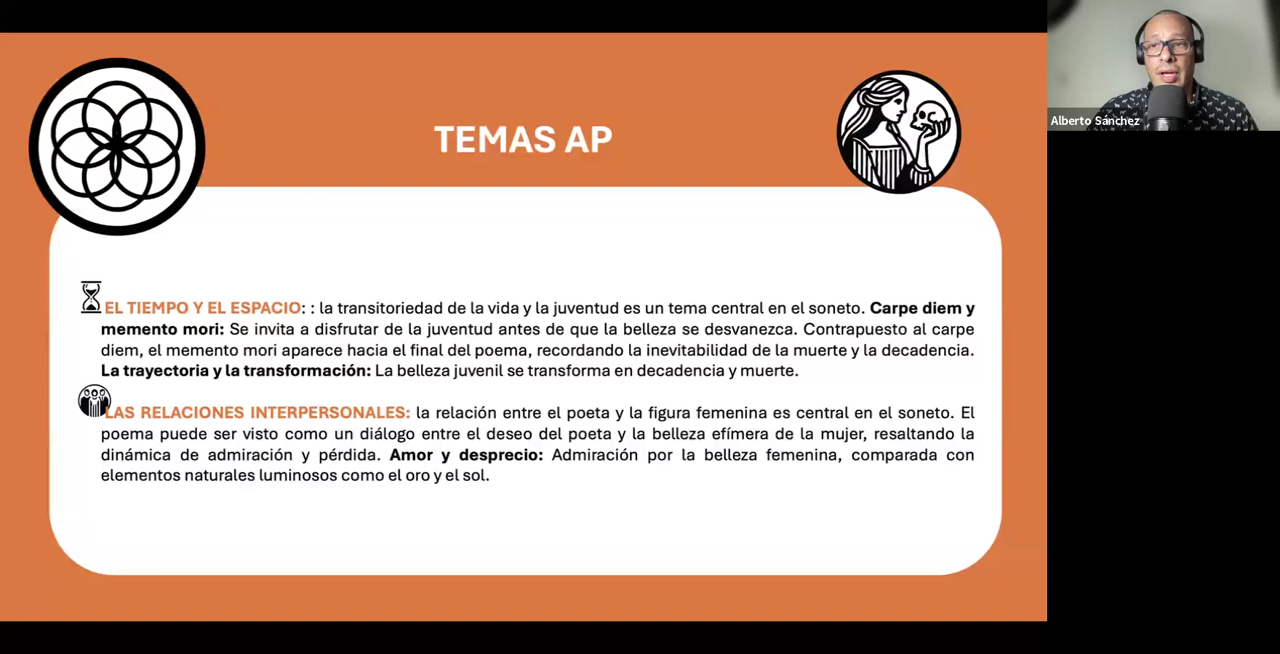 TEMAS AP
EL TIEMPO Y EL ESPACIO: : la transitoriedad de la vida y la juventud es un tema central en el soneto. Carpe diem y
memento mori: Se invita a disfrutar de la juventud antes de que la belleza se desvanezca. Contrapuesto al carpe
diem, el memento mori aparece hacia el final del poema, recordando la inevitabilidad de la muerte y la decadencia.
La trayectoria y la transformación: La belleza juvenil se transforma en decadencia y muerte.
LAS RELACIONES INTERPERSONALES: la relación entre el poeta y la figura femenina es central en el soneto. El
poema puede ser visto como un diálogo entre el deseo del poeta y la belleza efímera de la mujer, resaltando la
dinámica de admiración y pérdida. Amor y desprecio: Admiración por la belleza femenina, comparada con
elementos naturales luminosos como el oro y el sol.
Alberto Sánchez